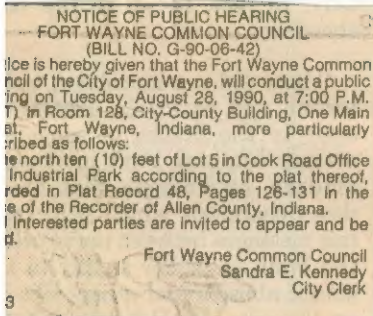 NOTICE OF PUBLIC HEARING
FORT WAYNE COMMON COUNCIL
(BILL NO. G-90-06-42)
ice is hereby given that the Fort Wayne Common
ncil of the City of Fort Wayne, will conduct a public
ring on Tuesday, August 28, 1990, at 7:00 P.M.
T) in Room 128, City-County Building, One Main
et, Fort Wayne, Indiana, more particularly
cribed as follows:
e north ten (10) feet of Lot 5 in Cook Road Office
Industrial Park according to the plat thereof,
rded in Plat Record 48, Pages 126-131 in the
e of the Recorder of Allen County, Indiana.
l interested parties are invited to appear and be
d.
Fort Wayne Common Council
Sandra E. Kennedy
City Clerk
3